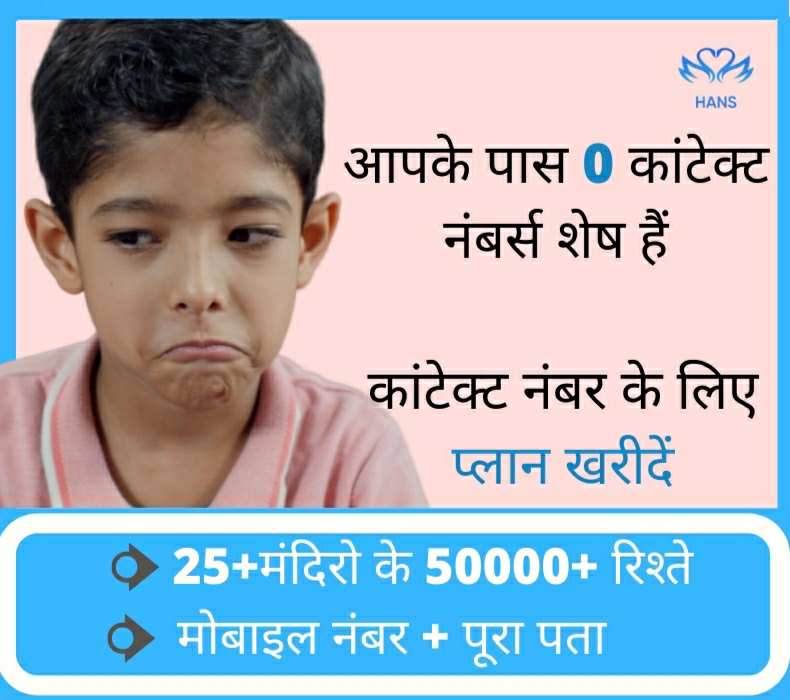 HANS
आपके पास 0 कांटेक्ट
नंबर्स शेष हैं
कांटेक्ट नंबर के लिए
प्लान खरीदें
25+मंदिरो के 50000+ रिश्ते
मोबाइल नंबर + पूरा पता